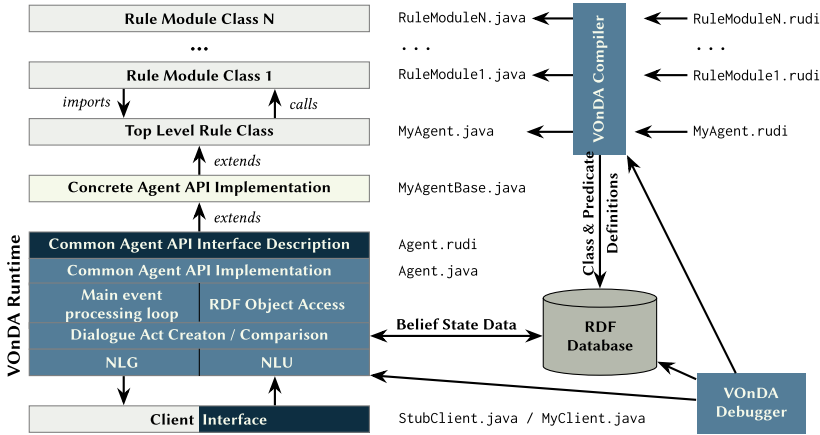 Rule Module Class N
RuleModuleN.java
RuleModuleN.rudi
...
...
...
Rule Module Class 1
RuleModule1.java
RuleModule1.rudi
VOnDA Compiler
imports
calls
Top Level Rule Class
MyAgent.java
MyAgent.rudi
extends
Concrete Agent API Implementation
MyAgentBase.java
Class & Predicate
Definitions
extends
VOnDA Runtime
Common Agent API Interface Description
Agent.rudi
Common Agent API Implementation
Agent.java
Main event
processing loop
RDF Object Access
Dialogue Act Creaton / Comparison
Belief State Data
RDF
Database
NLG
NLU
VOnDA
Debugger
Client Interface
StubClient.java / MyClient.java